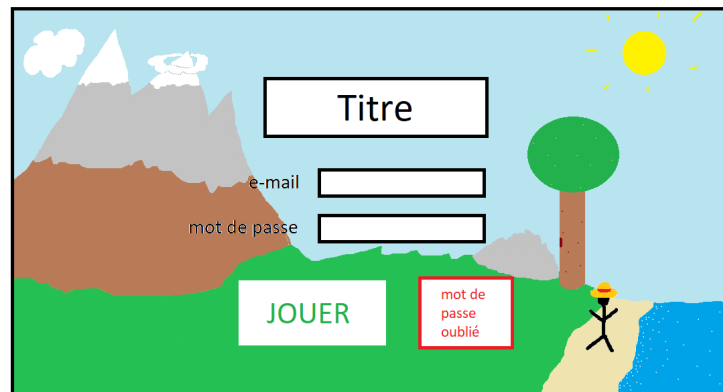 Titre
e-mail
mot de passe
JOUER
mot de
passe
oublié